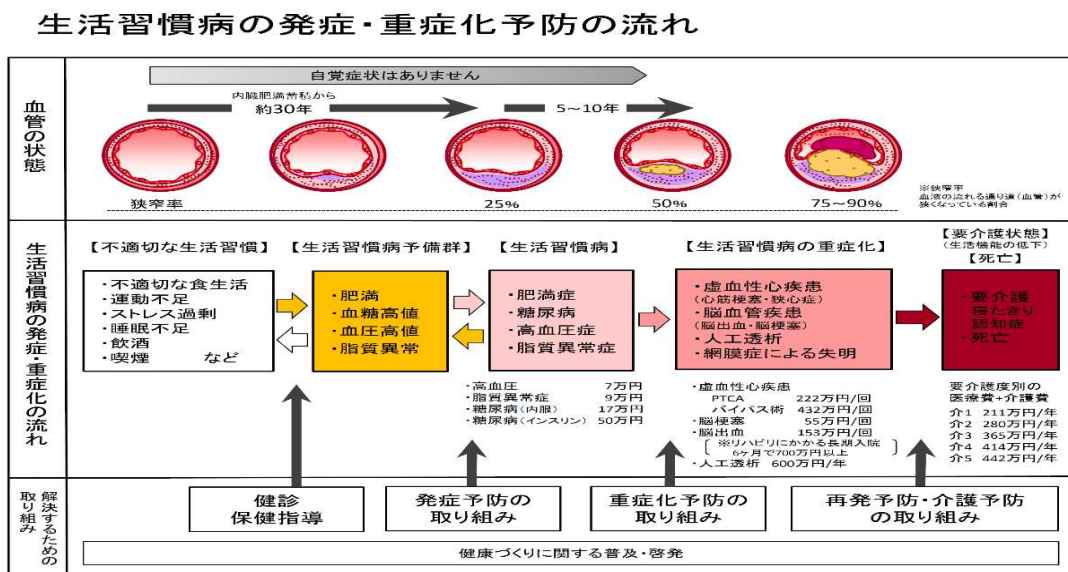 生活習慣病の発症・重症化予防の流れ
血管の状態
自覚症状はありません
内臓肥満蓄積から
約30年
5～10年
狭窄率
25%
50%
75～90%
※狭窄率
血液の流れる通り道(血管)が
狭くなっている割合
生活習慣病の発症・重症化の流れ
【不適切な生活習慣】
・不適切な食生活
・運動不足
・ストレス過剰
・睡眠不足
・飲酒
・喫煙 など
【生活習慣病予備群】
・肥満
・血糖高値
・血圧高値
・脂質異常
【生活習慣病】
・肥満症
・糖尿病
・高血圧症
・脂質異常症
・高血圧 7万円
・脂質異常症 9万円
・糖尿病(内服) 17万円
・糖尿病(インスリン) 50万円
【生活習慣病の重症化】
・虚血性心疾患
(心筋梗塞・狭心症)
・脳血管疾患
(脳出血・脳梗塞)
・人工透析
・網膜症による失明
・虚血性心疾患
PTCA 222万円/回
バイパス術 432万円/回
・脳梗塞 55万円/回
・脳出血 153万円/回
※リハビリにかかる長期入院
6ヶ月で700万円以上
・人工透析 600万円/年
【要介護状態】
(生活機能の低下)
【死亡】
・要介護
寝たきり
認知症
・死亡
要介護度別の
医療費+介護費
介1 211万円/年
介2 280万円/年
介3 365万円/年
介4 414万円/年
介5 442万円/年
解決するための
取り組み
健診
保健指導
発症予防の
取り組み
重症化予防の
取り組み
再発予防・介護予防
の取り組み
健康づくりに関する普及・啓発